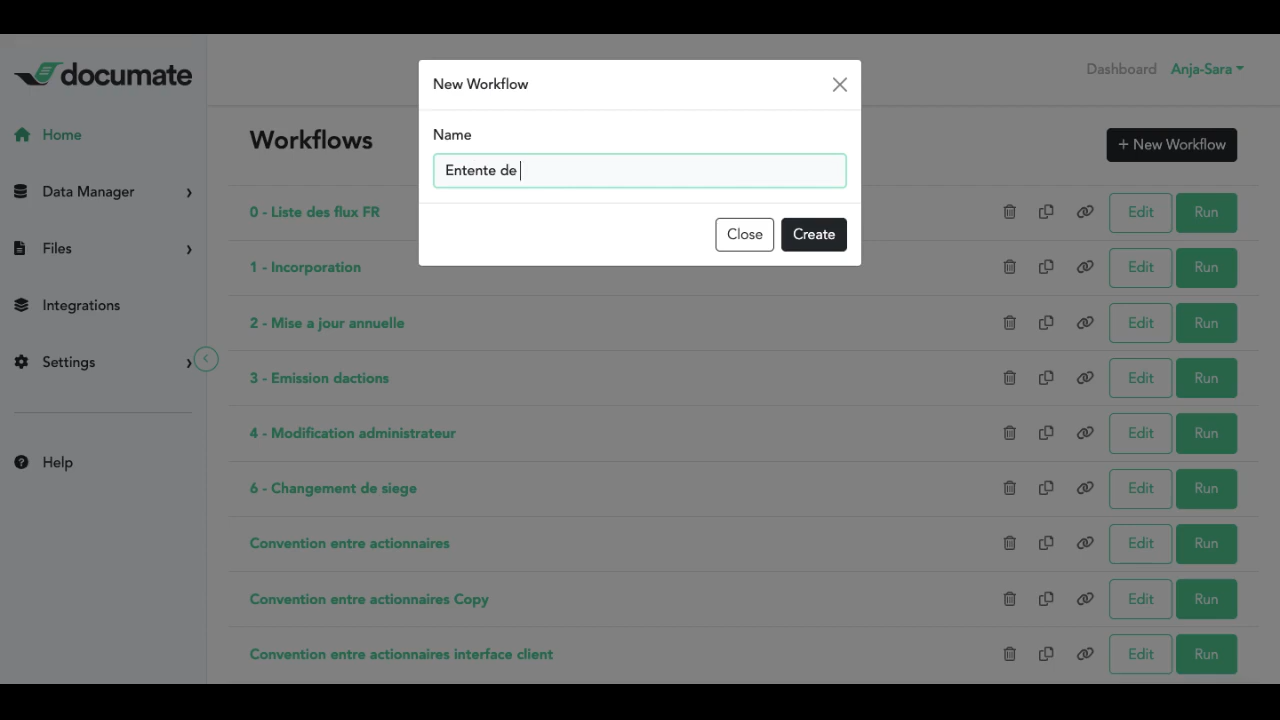 documate
Dashboard Anja-Sara
Home
Data Manager
Files
Integrations
Settings
Help
New Workflow
Name
Entente de
Close Create
Workflows
+ New Workflow
0 - Liste des flux FR Edit Run
1 - Incorporation Edit Run
2 - Mise a jour annuelle Edit Run
3 - Emission dactions Edit Run
4 - Modification administrateur Edit Run
6 - Changement de siege Edit Run
Convention entre actionnaires Edit Run
Convention entre actionnaires Copy Edit Run
Convention entre actionnaires interface client Edit Run